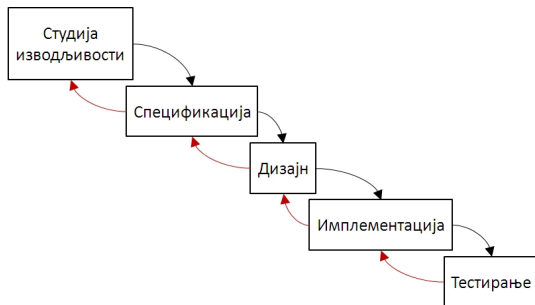 Студија
изводљивости
Спецификација
Дизајн
Имплементација
Тестирање